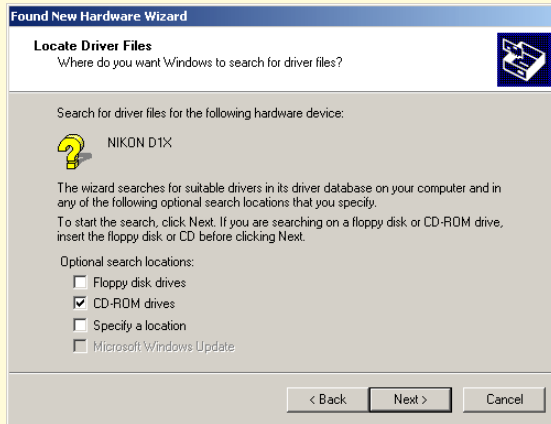 Found New Hardware Wizard
Locate Driver Files
Where do you want Windows to search for driver files?
Search for driver files for the following hardware device:
NIKON D1X
The wizard searches for suitable drivers in its driver database on your computer and in
any of the following optional search locations that you specify.
To start the search, click Next. If you are searching on a floppy disk or CD-ROM drive,
insert the floppy disk or CD before clicking Next.
Optional search locations:
Floppy disk drives
CD-ROM drives
Specify a location
Microsoft Windows Update
< Back Next > Cancel